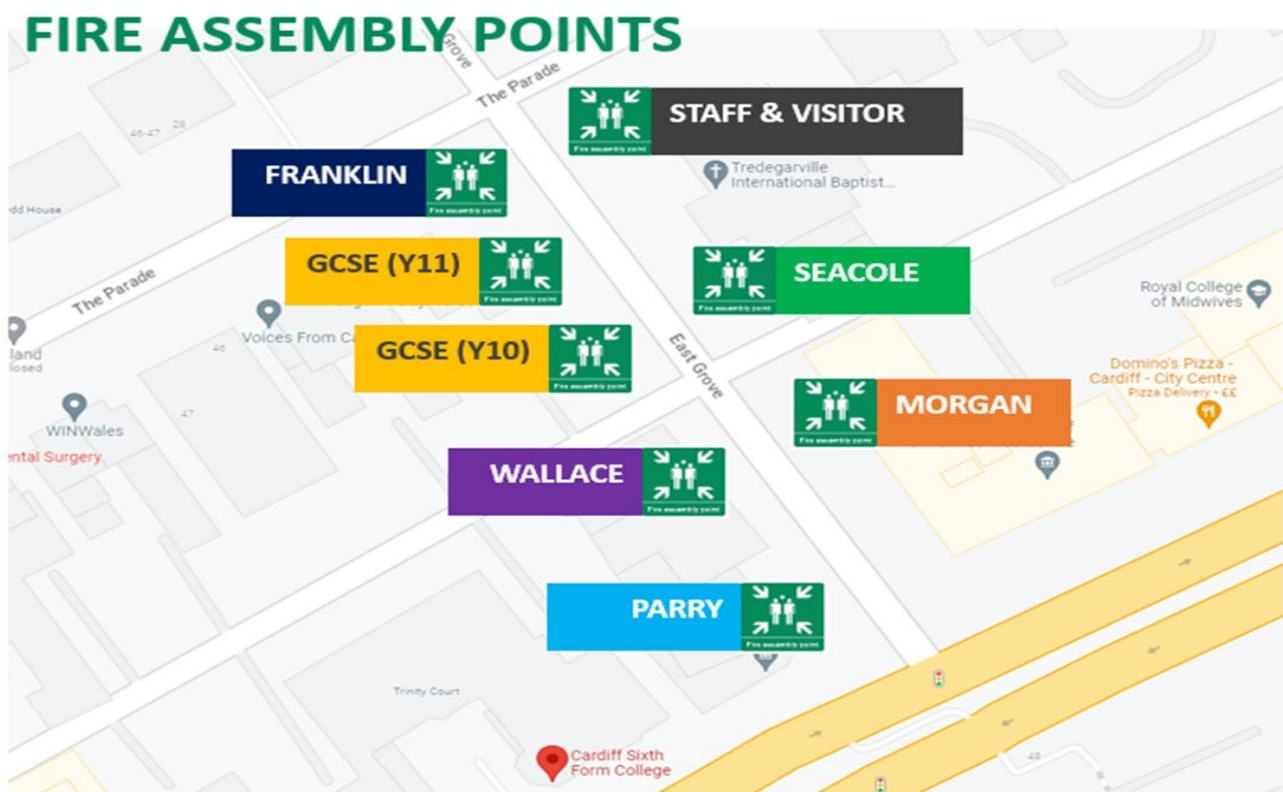 FIRE ASSEMBLY POINTS
Grove
The Parade
STAFF & VISITOR
Fire assembly point
46-47
28
FRANKLIN
Fire assembly point
Tredegarville
International Baptist...
dd House
GCSE (Y11)
Fire assembly point
SEACOLE
Fire assembly point
The Parade
Royal College
of Midwives
Voices From Ca
46
GCSE (Y10)
Fire assembly point
East Grove
land
losed
Domino's Pizza -
Cardiff - City Centre
Pizza Delivery • ££
MORGAN
Fire assembly point
47
WINWales
ental Surgery
WALLACE
Fire assembly point
PARRY
Fire assembly point
Trinity Court
Cardiff Sixth
Form College
48